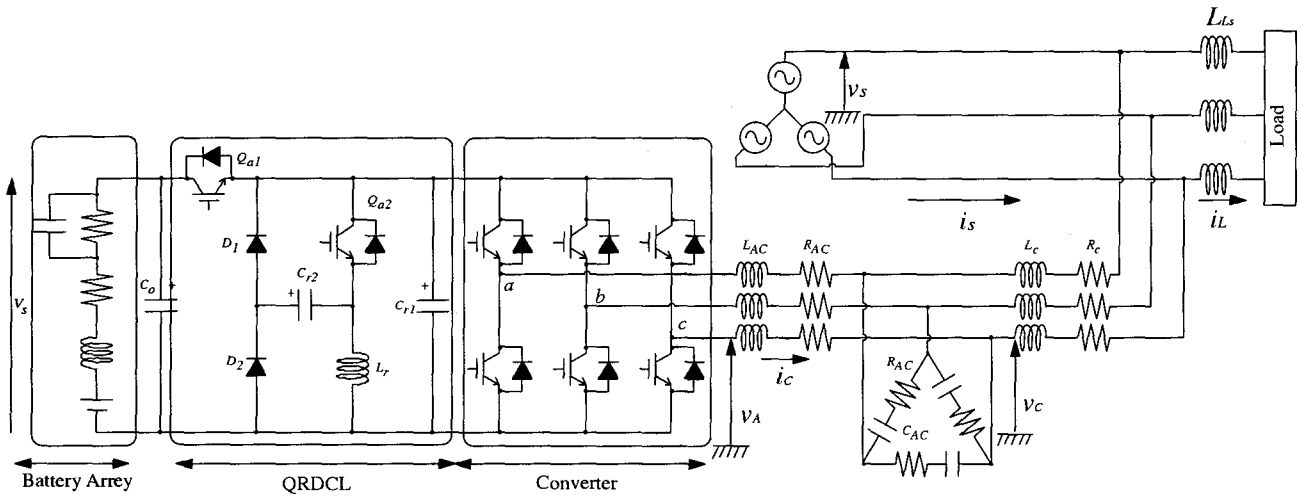 L_Ls
v_S
Load
i_S
i_L
Q_a1
Q_a2
D_1
C_r2
C_r1
V_s
C_o
D_2
L_r
a
b
c
L_AC
R_AC
L_c
R_c
i_C
R_AC
C_AC
v_A
v_C
Battery Arrey
QRDCL
Converter